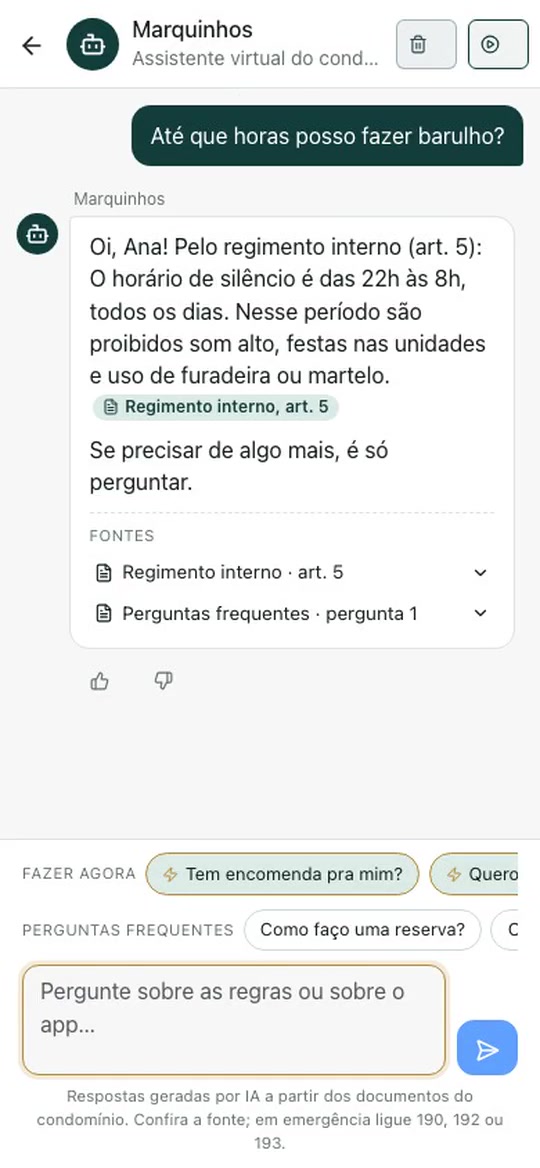 Marquinhos
Assistente virtual do cond...
Até que horas posso fazer barulho?
Marquinhos
Oi, Ana! Pelo regimento interno (art. 5):
O horário de silêncio é das 22h às 8h,
todos os dias. Nesse período são
proibidos som alto, festas nas unidades
e uso de furadeira ou martelo.
Regimento interno, art. 5
Se precisar de algo mais, é só
perguntar.
FONTES
Regimento interno · art. 5
Perguntas frequentes · pergunta 1
FAZER AGORA
Tem encomenda pra mim?
Quero
PERGUNTAS FREQUENTES
Como faço uma reserva?
Pergunte sobre as regras ou sobre o
app...
Respostas geradas por IA a partir dos documentos do
condomínio. Confira a fonte; em emergência ligue 190, 192 ou
193.